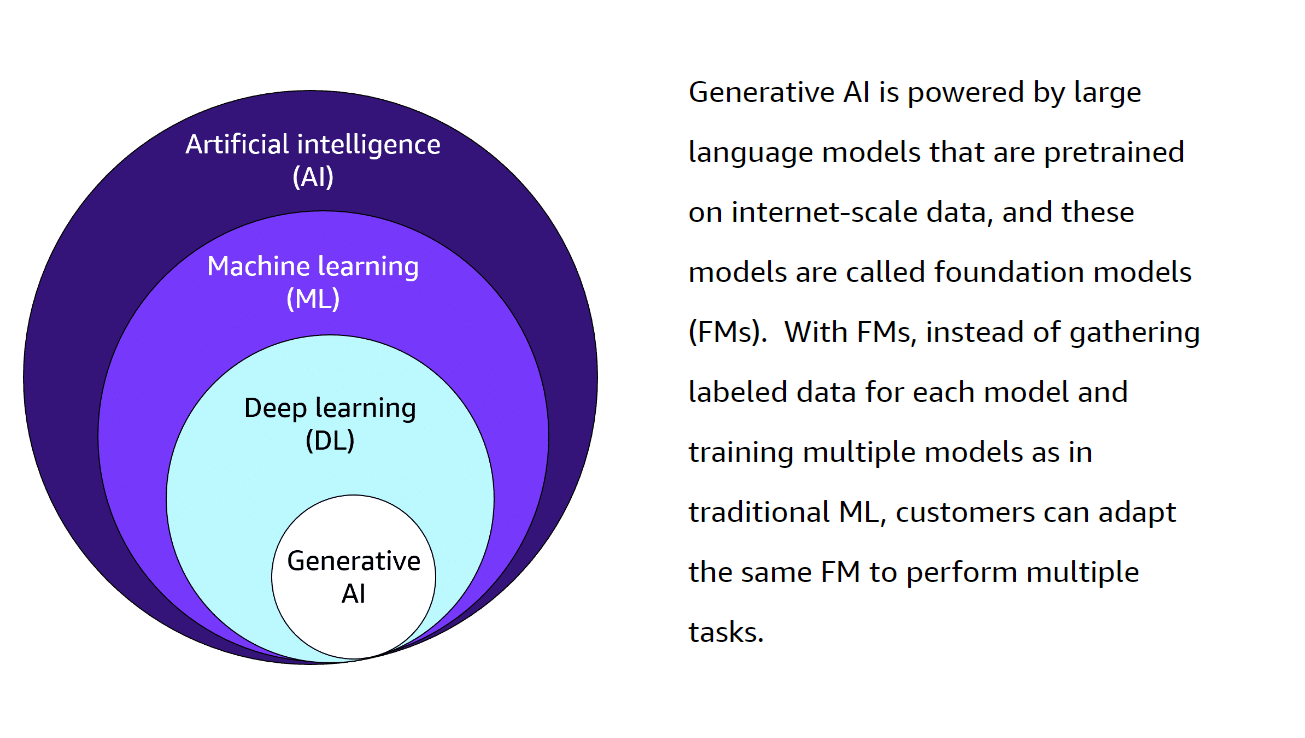 Artificial intelligence
(AI)
Machine learning
(ML)
Deep learning
(DL)
Generative
AI
Generative AI is powered by large
language models that are pretrained
on internet-scale data, and these
models are called foundation models
(FMs).  With FMs, instead of gathering
labeled data for each model and
training multiple models as in
traditional ML, customers can adapt
the same FM to perform multiple
tasks.